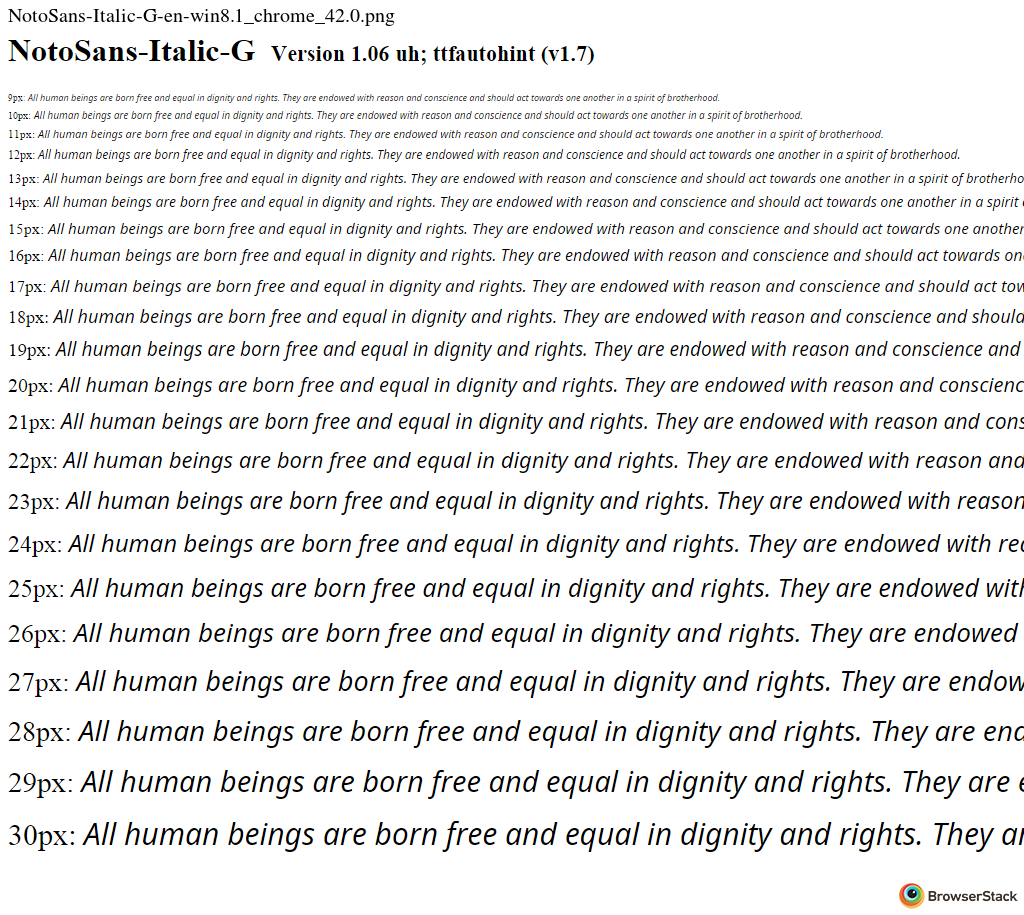 NotoSans-Italic-G-en-win8.1_chrome_42.0.png
NotoSans-Italic-G Version 1.06 uh; ttfautohint (v1.7)
9px: All human beings are born free and equal in dignity and rights. They are endowed with reason and conscience and should act towards one another in a spirit of brotherhood.
10px: All human beings are born free and equal in dignity and rights. They are endowed with reason and conscience and should act towards one another in a spirit of brotherhood.
11px: All human beings are born free and equal in dignity and rights. They are endowed with reason and conscience and should act towards one another in a spirit of brotherhood.
12px: All human beings are born free and equal in dignity and rights. They are endowed with reason and conscience and should act towards one another in a spirit of brotherhood.
13px: All human beings are born free and equal in dignity and rights. They are endowed with reason and conscience and should act towards one another in a spirit of brotherho
14px: All human beings are born free and equal in dignity and rights. They are endowed with reason and conscience and should act towards one another in a spirit
15px: All human beings are born free and equal in dignity and rights. They are endowed with reason and conscience and should act towards one another
16px: All human beings are born free and equal in dignity and rights. They are endowed with reason and conscience and should act towards on
17px: All human beings are born free and equal in dignity and rights. They are endowed with reason and conscience and should act tow
18px: All human beings are born free and equal in dignity and rights. They are endowed with reason and conscience and should
19px: All human beings are born free and equal in dignity and rights. They are endowed with reason and conscience and
20px: All human beings are born free and equal in dignity and rights. They are endowed with reason and conscienc
21px: All human beings are born free and equal in dignity and rights. They are endowed with reason and cons
22px: All human beings are born free and equal in dignity and rights. They are endowed with reason and
23px: All human beings are born free and equal in dignity and rights. They are endowed with reason
24px: All human beings are born free and equal in dignity and rights. They are endowed with rea
25px: All human beings are born free and equal in dignity and rights. They are endowed with
26px: All human beings are born free and equal in dignity and rights. They are endowed
27px: All human beings are born free and equal in dignity and rights. They are endow
28px: All human beings are born free and equal in dignity and rights. They are end
29px: All human beings are born free and equal in dignity and rights. They are e
30px: All human beings are born free and equal in dignity and rights. They ar
BrowserStack